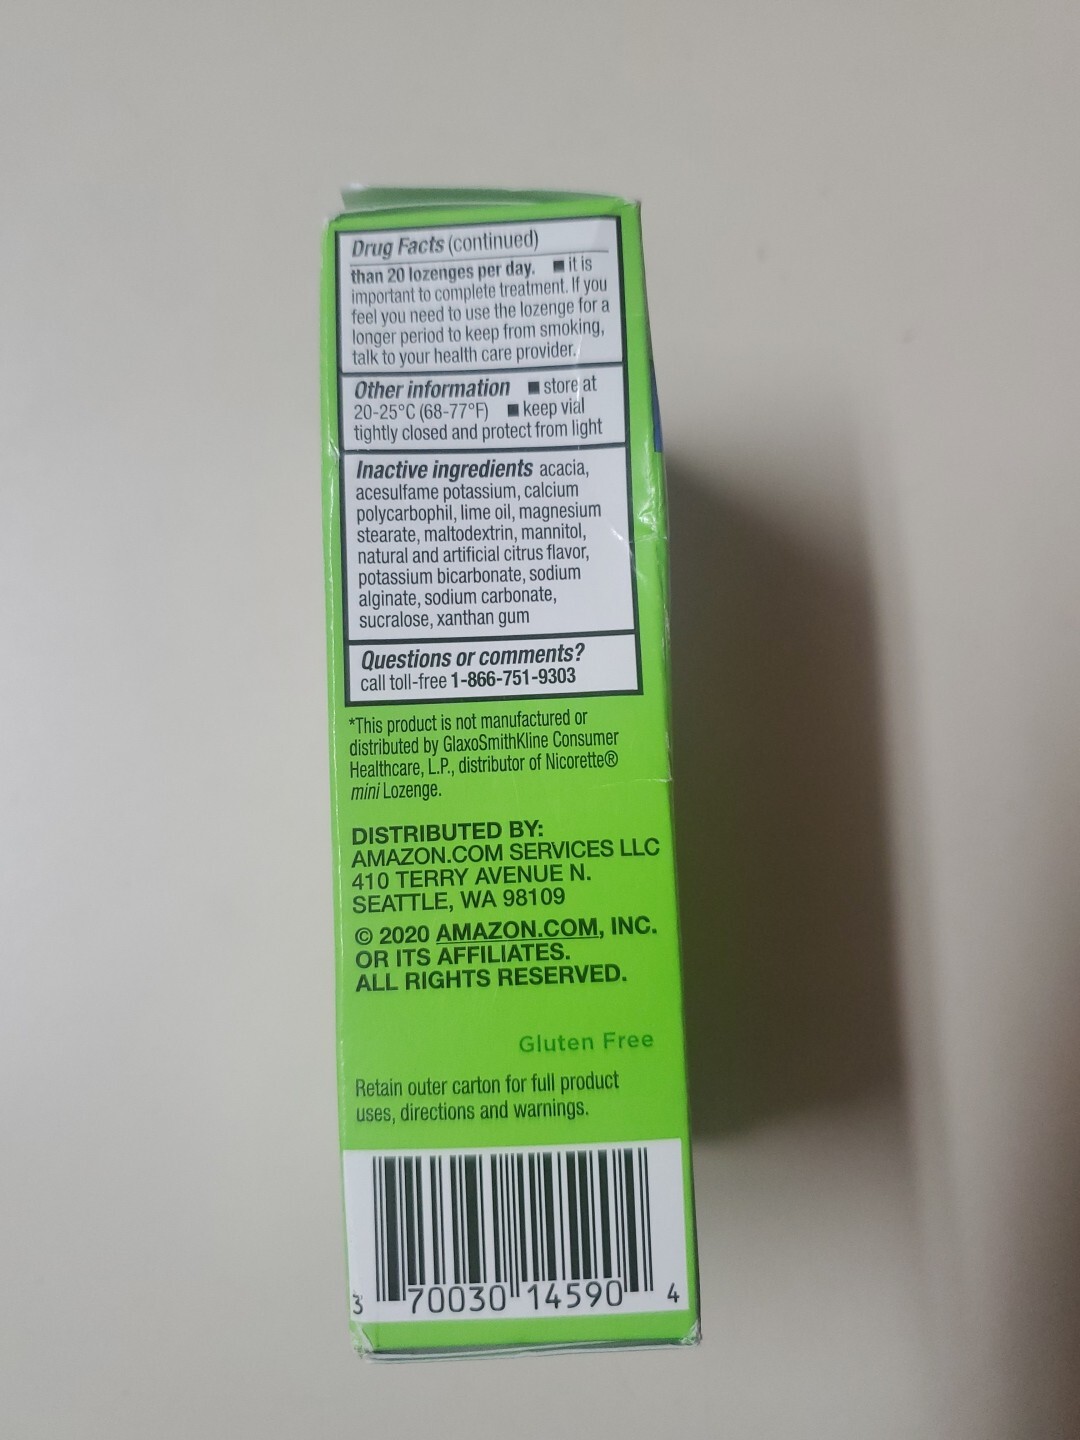 Drug Facts (continued)
than 20 lozenges per day. ■ it is
important to complete treatment. If you
feel you need to use the lozenge for a
longer period to keep from smoking,
talk to your health care provider.
Other information ■ store at
20-25°C (68-77°F) ■ keep vial
tightly closed and protect from light
Inactive ingredients acacia,
acesulfame potassium, calcium
polycarbophil, lime oil, magnesium
stearate, maltodextrin, mannitol,
natural and artificial citrus flavor,
potassium bicarbonate, sodium
alginate, sodium carbonate,
sucralose, xanthan gum
Questions or comments?
call toll-free 1-866-751-9303
*This product is not manufactured or
distributed by GlaxoSmithKline Consumer
Healthcare, L.P., distributor of Nicorette®
mini Lozenge.
DISTRIBUTED BY:
AMAZON.COM SERVICES LLC
410 TERRY AVENUE N.
SEATTLE, WA 98109
© 2020 AMAZON.COM, INC.
OR ITS AFFILIATES.
ALL RIGHTS RESERVED.
Gluten Free
Retain outer carton for full product
uses, directions and warnings.
3 70030 14590 4